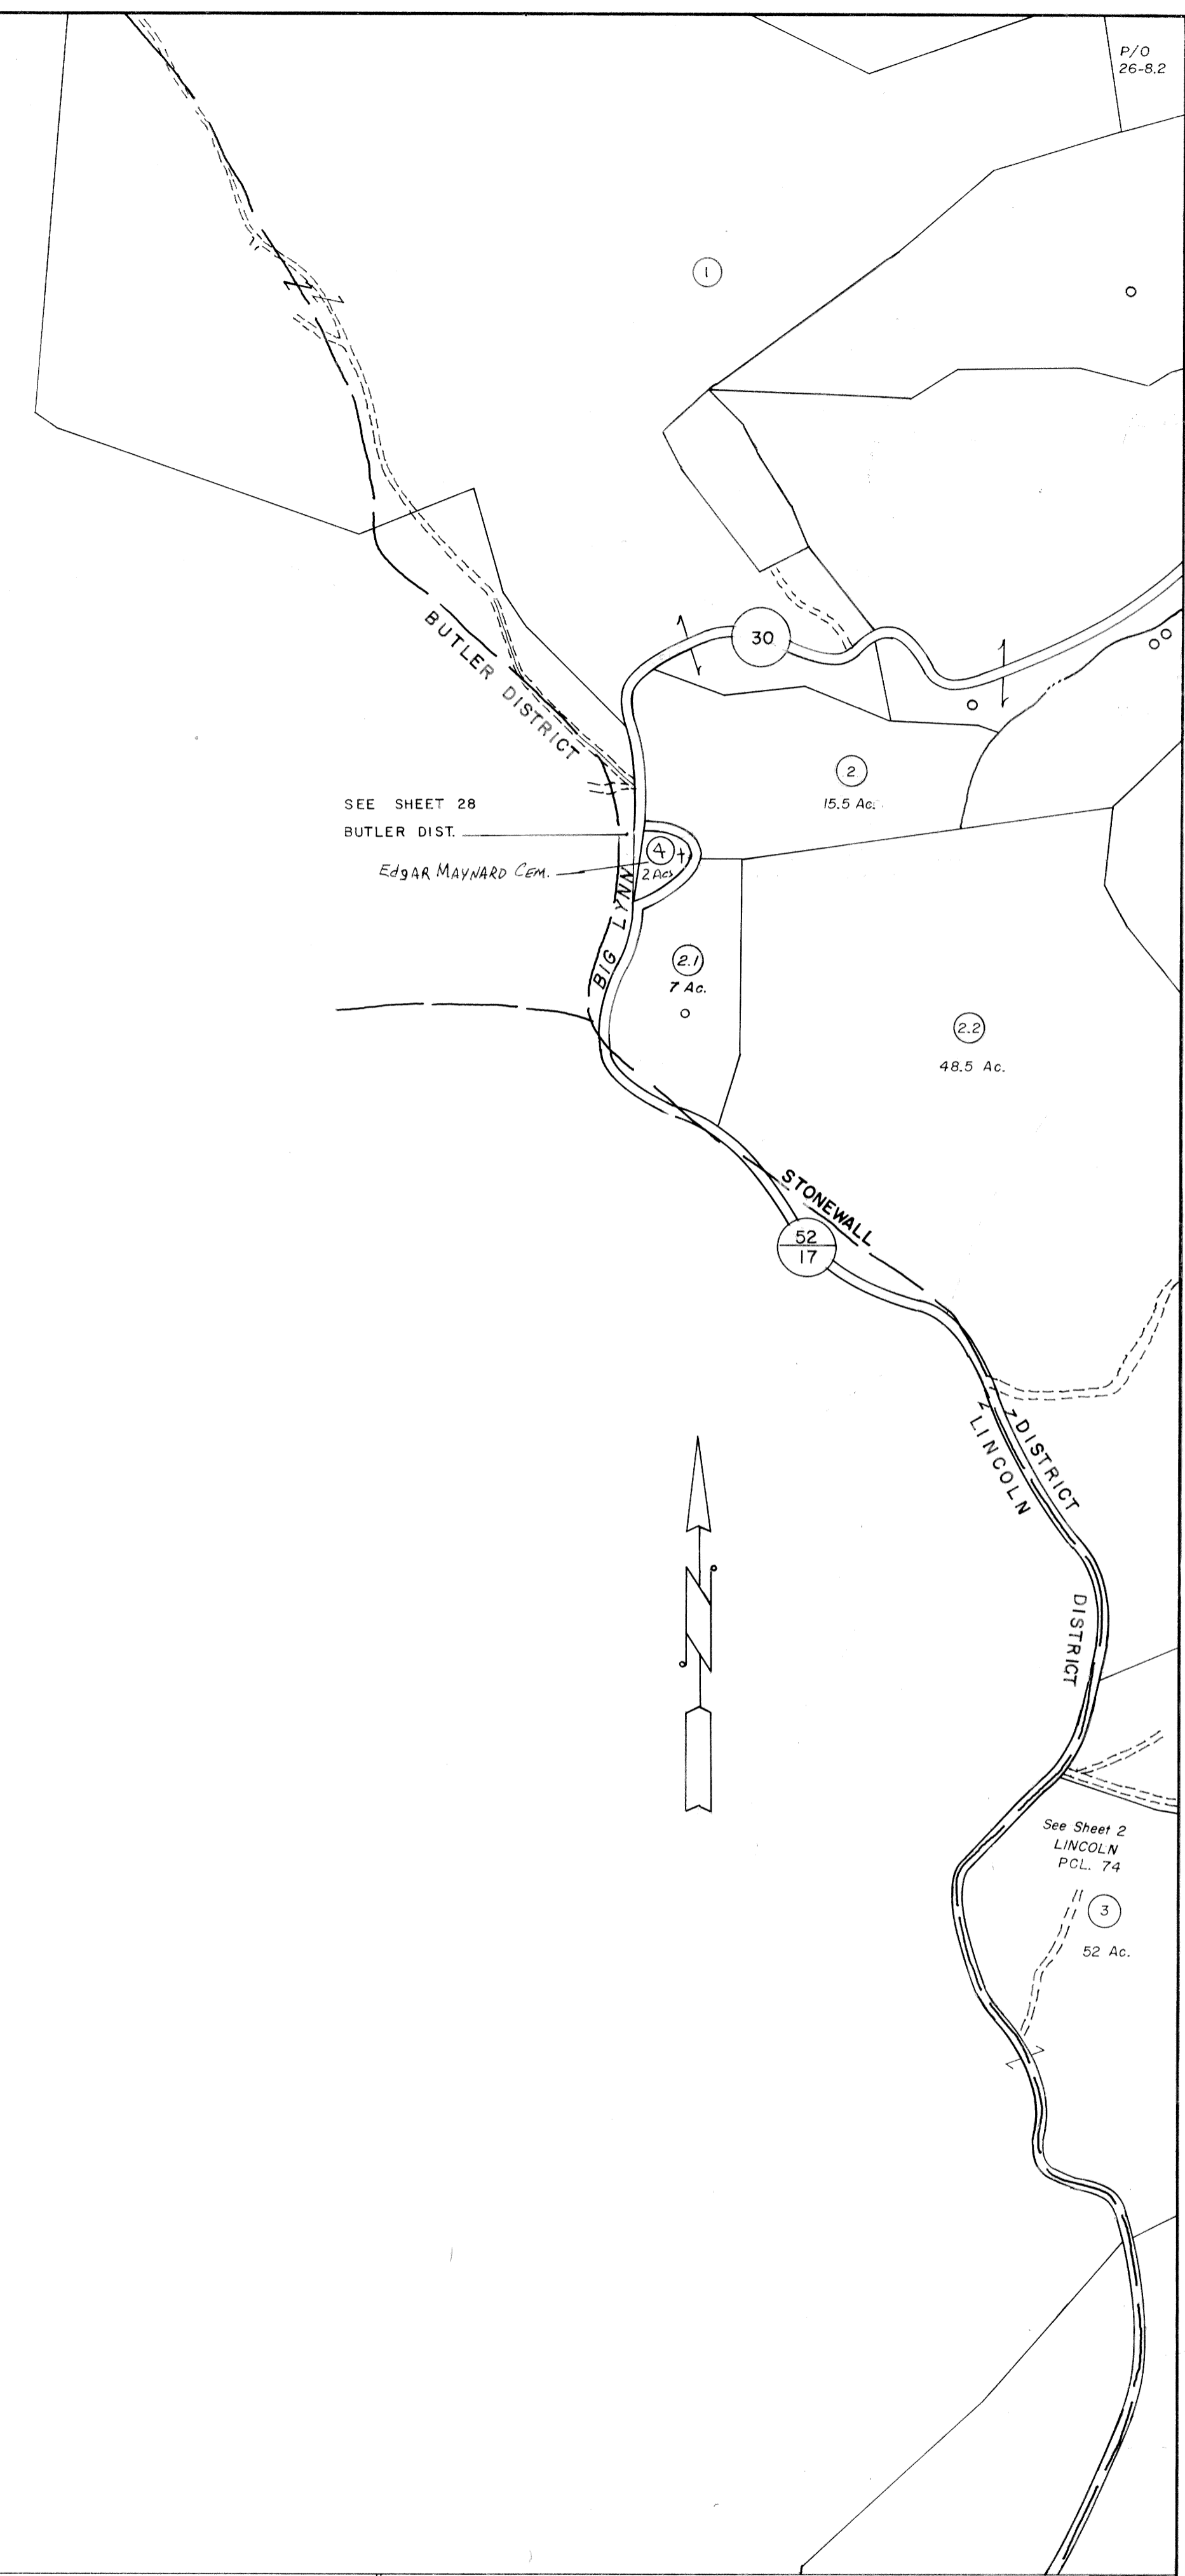 P/O
26-8.2
1
30
BUTLER DISTRICT
2
15.5 Ac.
SEE SHEET 28
BUTLER DIST.
4
2 Acs
EdgAR MAYNARD CEM.
BIG LYNN
2.1
7 Ac.
2.2
48.5 Ac.
STONEWALL
52
17
DISTRICT
LINCOLN
DISTRICT
N
See Sheet 2
LINCOLN
PCL. 74
3
52 Ac.